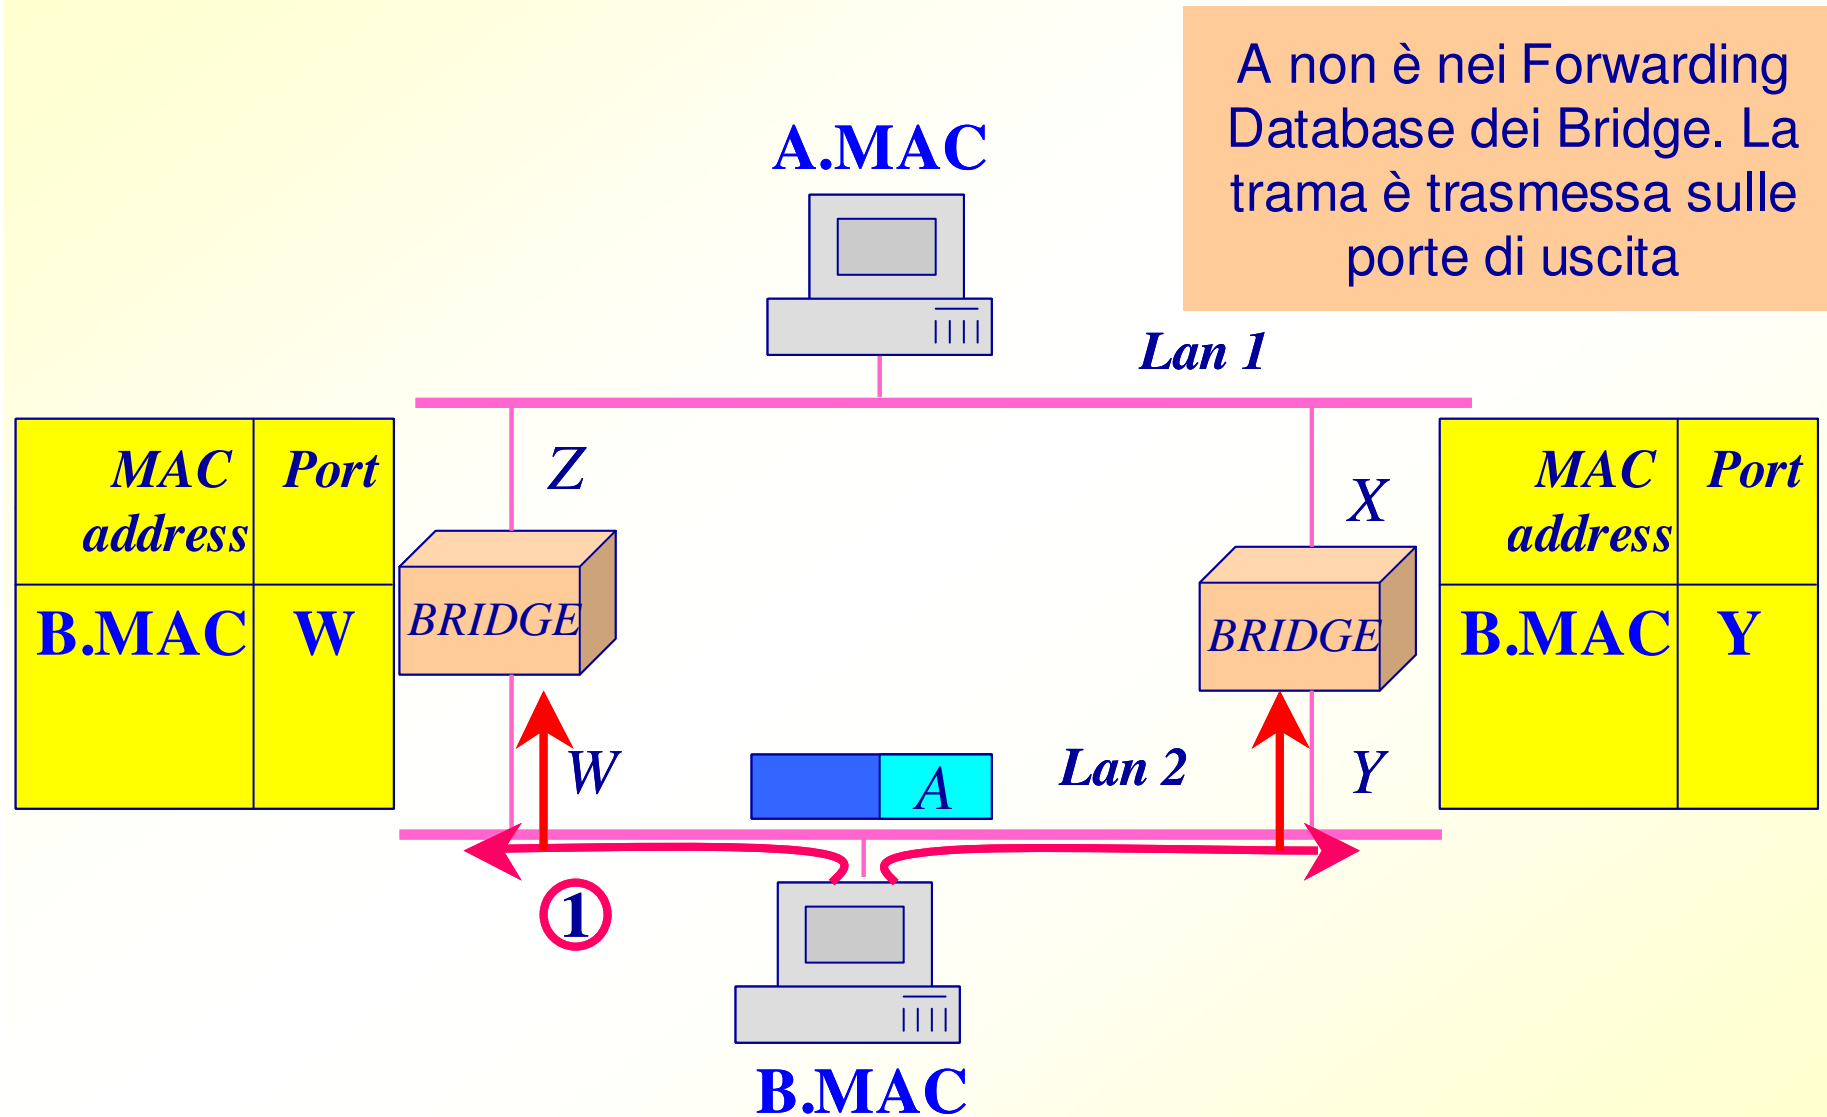 A non è nei Forwarding
Database dei Bridge. La
trama è trasmessa sulle
porte di uscita
A.MAC
Lan 1
MAC address Port
B.MAC W
Z
BRIDGE
W
X
BRIDGE
Y
MAC address Port
B.MAC Y
A
Lan 2
1
B.MAC